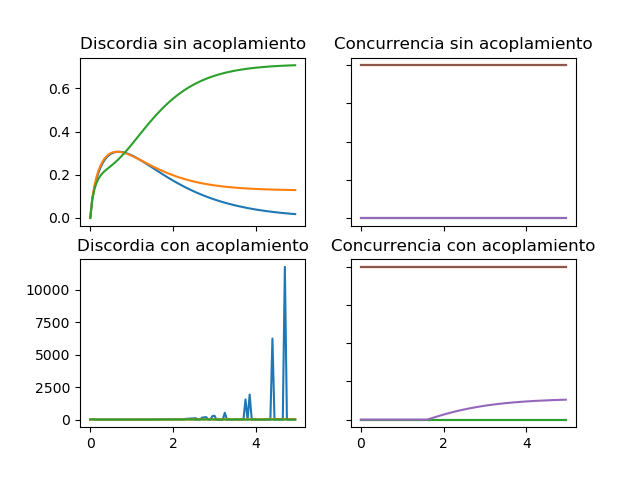 Discordia sin acoplamiento
Concurrencia sin acoplamiento
0.6
0.4
0.2
0.0
Discordia con acoplamiento
Concurrencia con acoplamiento
10000
7500
5000
2500
0
0 2 4
0 2 4